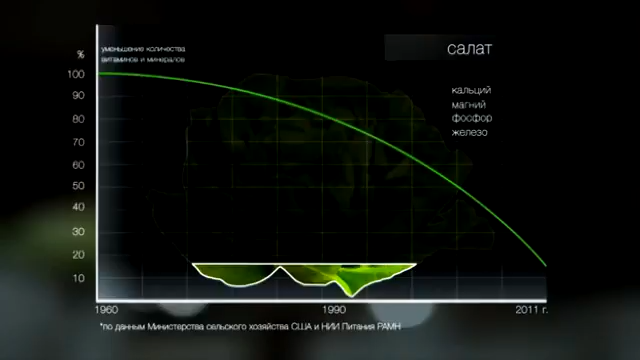 %
уменьшение количества
витаминов и минералов
салат
кальций
магний
фосфор
железо
100
90
80
70
60
50
40
30
20
10
1960
1990
2011 г.
*по данным Министерства сельского хозяйства США и НИИ Питания РАМН